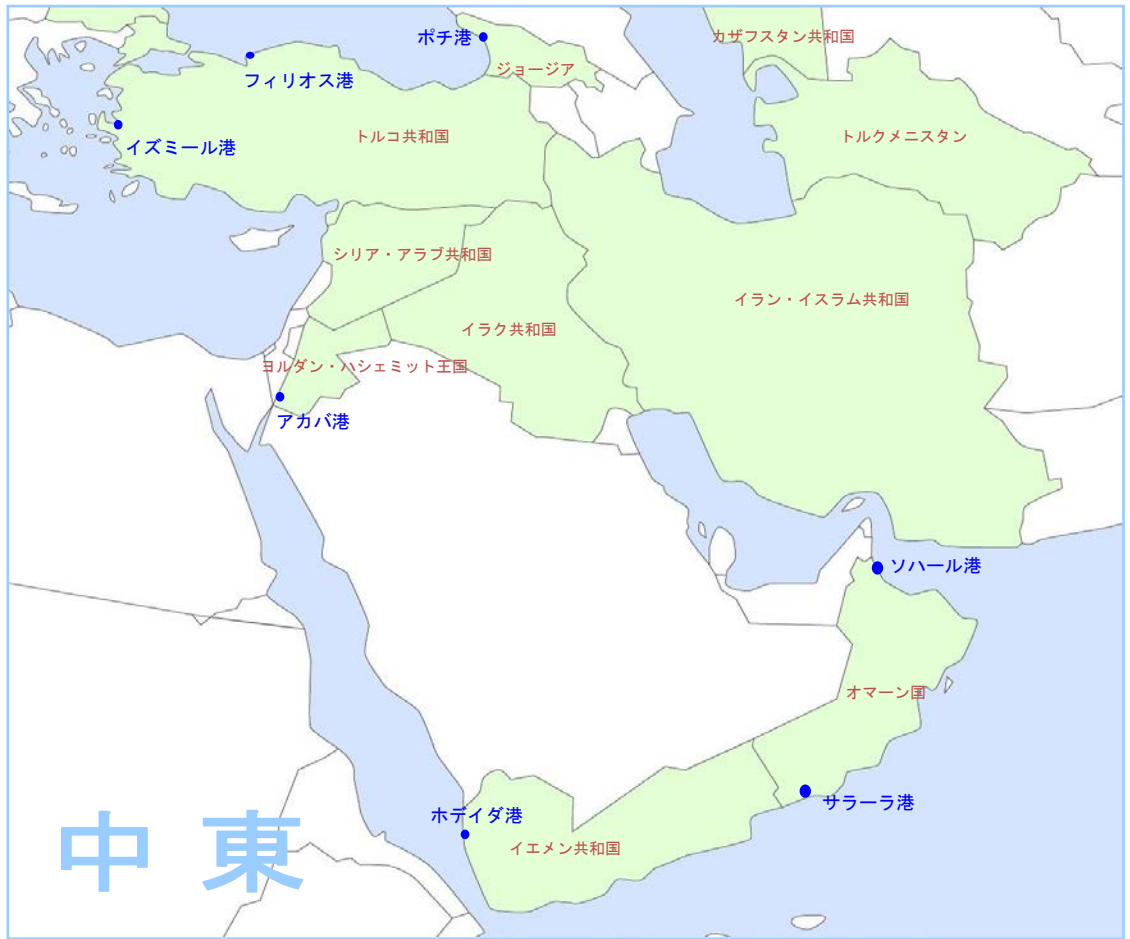 カザフスタン共和国
ポチ港
ジョージア
フィリオス港
トルコ共和国
トルクメニスタン
イズミール港
シリア・アラブ共和国
イラン・イスラム共和国
イラク共和国
ヨルダン・ハシェミット王国
アカバ港
ソハール港
オマーン国
サラーラ港
ホデイダ港
イエメン共和国
中東